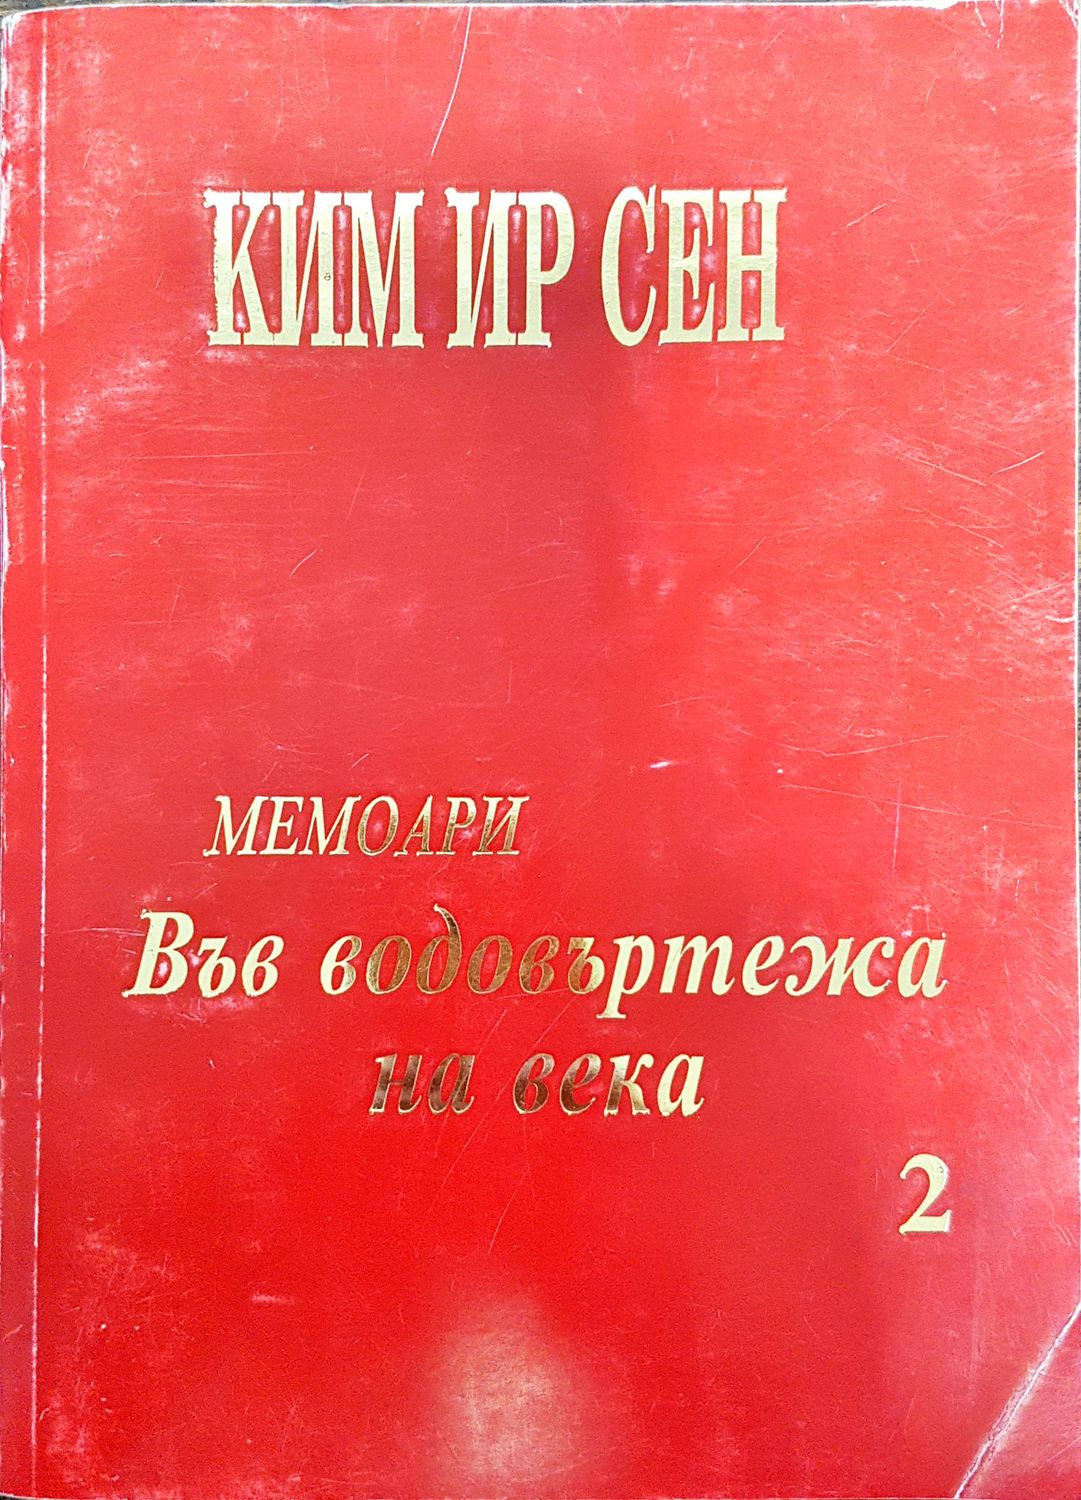 КИМ ИР СЕН
МЕМОАРИ
Във водовъртежа
на века
2